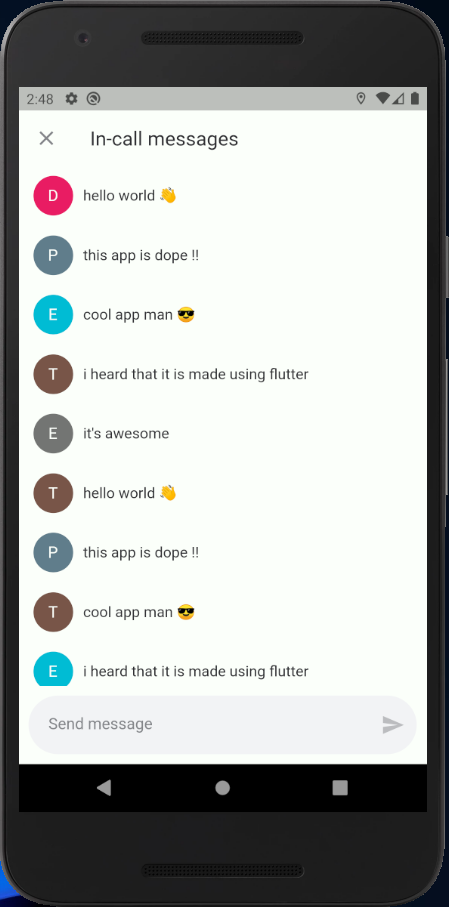 2:48
In-call messages
D
hello world 👋
P
this app is dope !!
E
cool app man 😎
T
i heard that it is made using flutter
E
it's awesome
T
hello world 👋
P
this app is dope !!
T
cool app man 😎
E
i heard that it is made using flutter
Send message